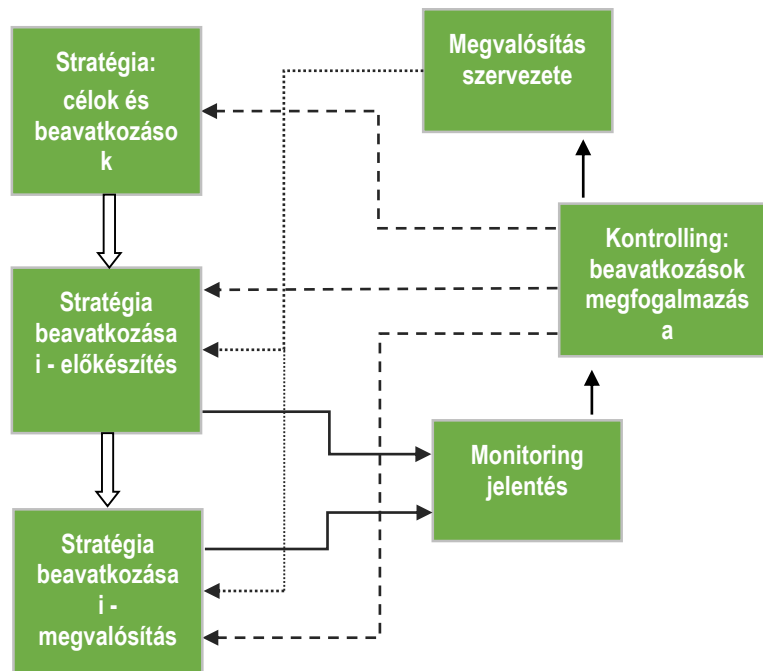 Stratégia:
célok és
beavatkozáso
k
Megvalósítás
szervezete
Stratégia
beavatkozása
i - előkészítés
Kontrolling:
beavatkozások
megfogalmazás
a
Monitoring
jelentés
Stratégia
beavatkozása
i -
megvalósítás